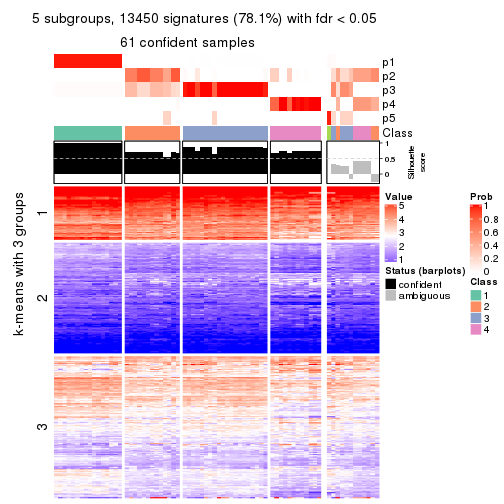 5 subgroups, 13450 signatures (78.1%) with fdr < 0.05
61 confident samples
p1
p2
p3
p4
p5
Class
1
0.5
0
Silhouette
score
k-means with 3 groups
1
2
3
Value
5
4
3
2
1
Status (barplots)
confident
ambiguous
Prob
1
0.8
0.6
0.4
0.2
0
Class
1
2
3
4